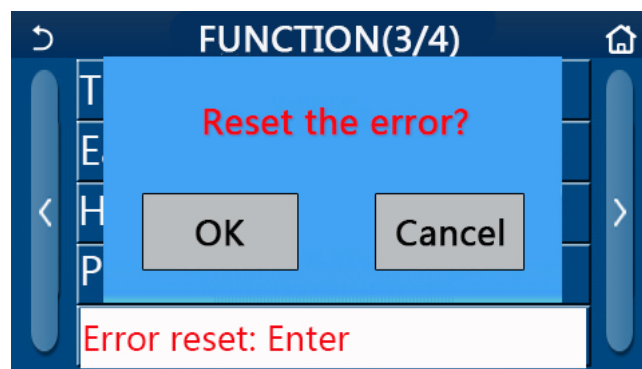 FUNCTION(3/4)
T
Reset the error?
E
H
OK
Cancel
P
Error reset: Enter